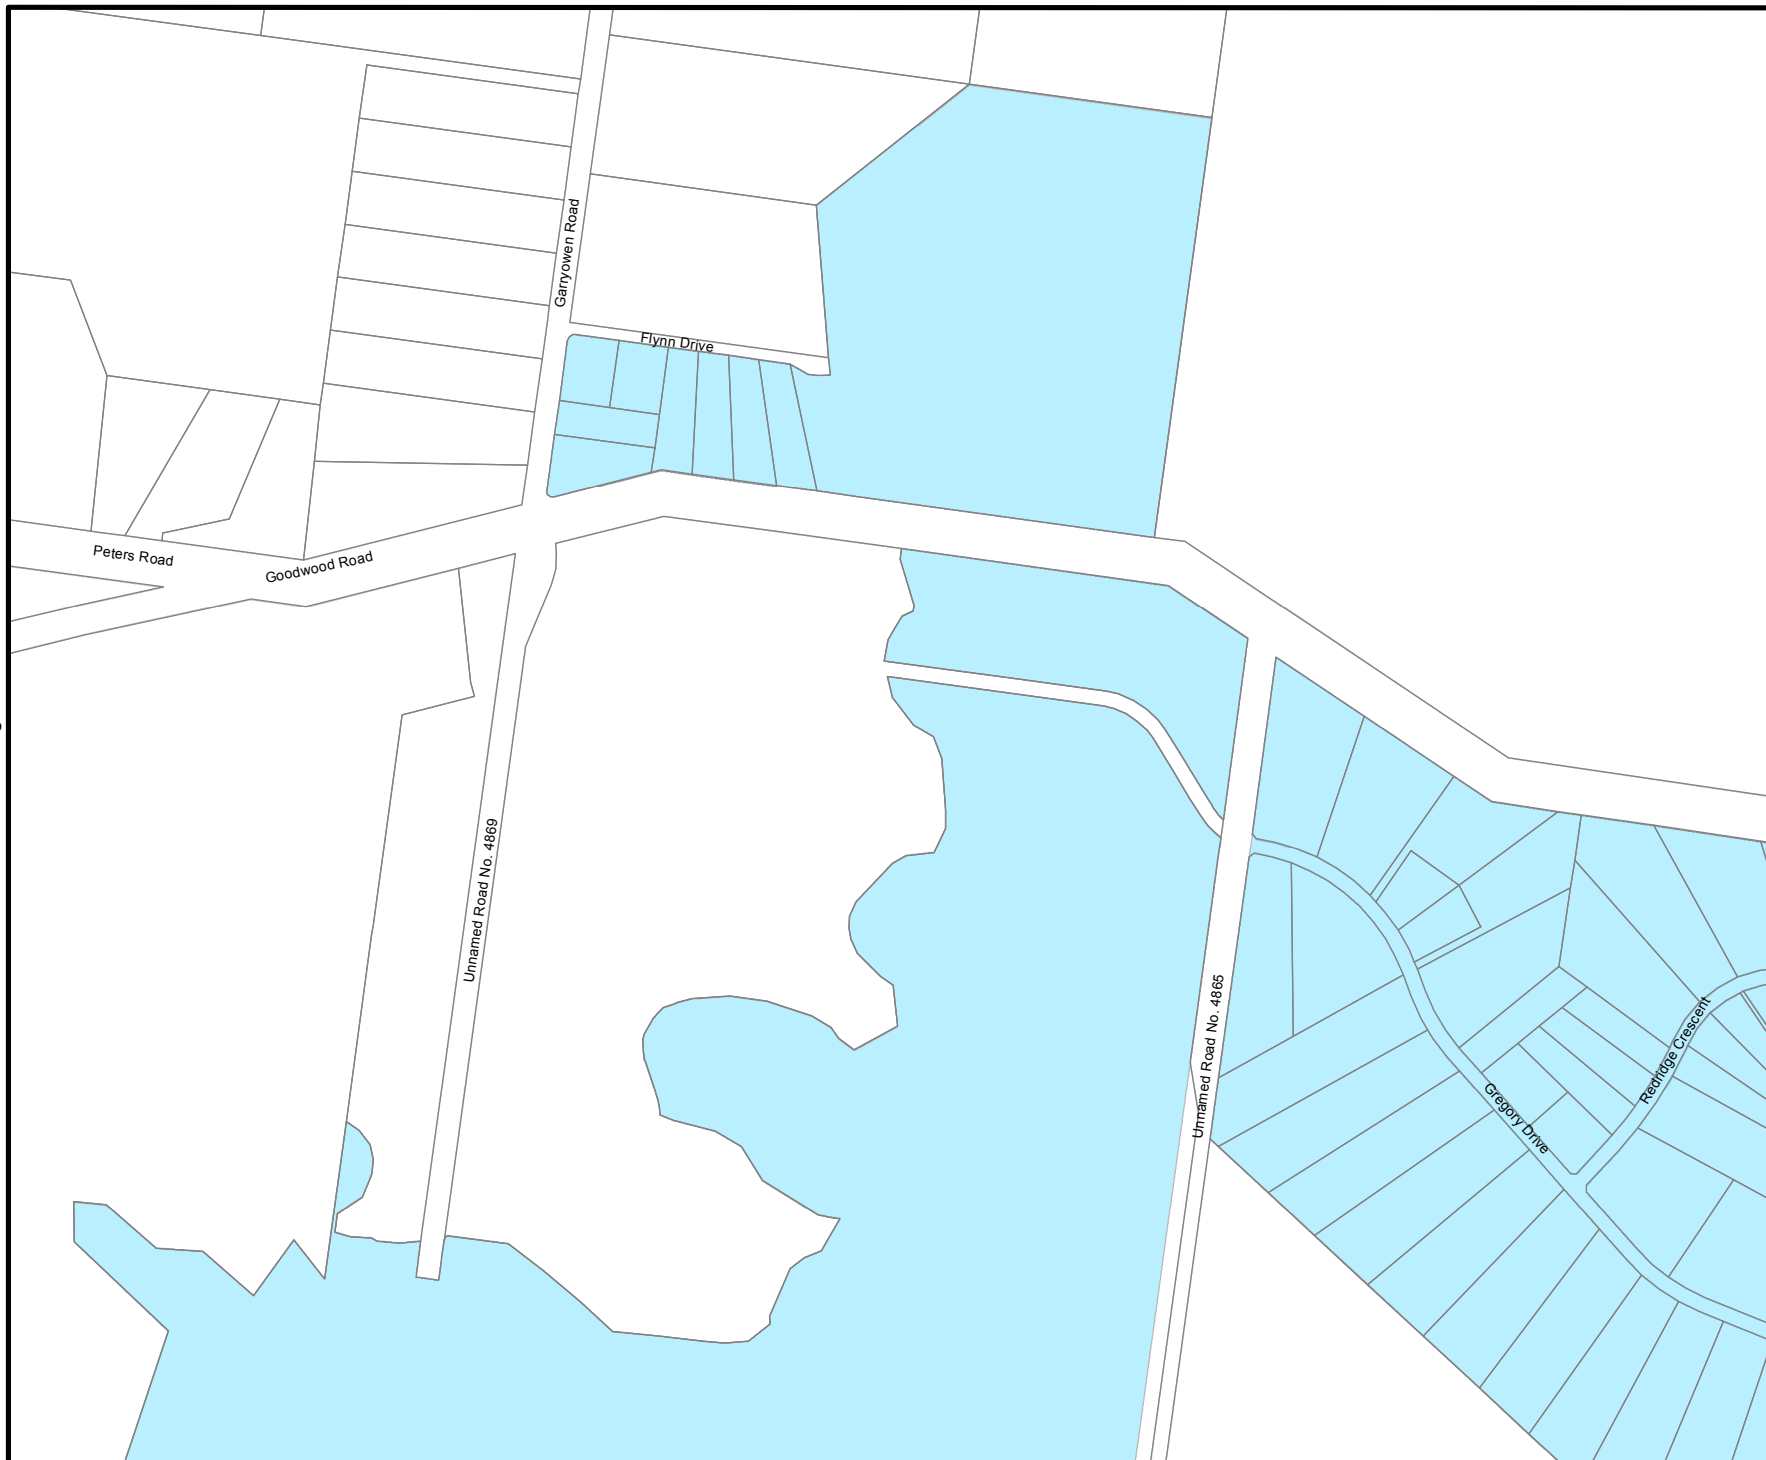 Garryowen Road
Flynn Drive
Peters Road
Goodwood Road
Unnamed Road No. 4869
Unnamed Road No. 4865
Redridge Crescent
Gregory Drive